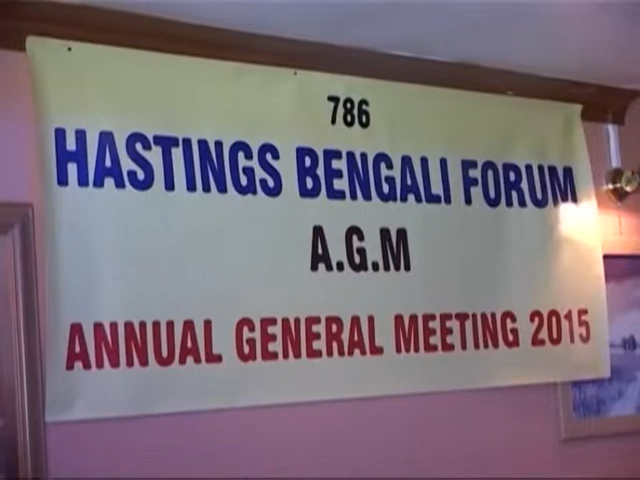 786
HASTINGS BENGALI FORUM
A.G.M
ANNUAL GENERAL MEETING 2015